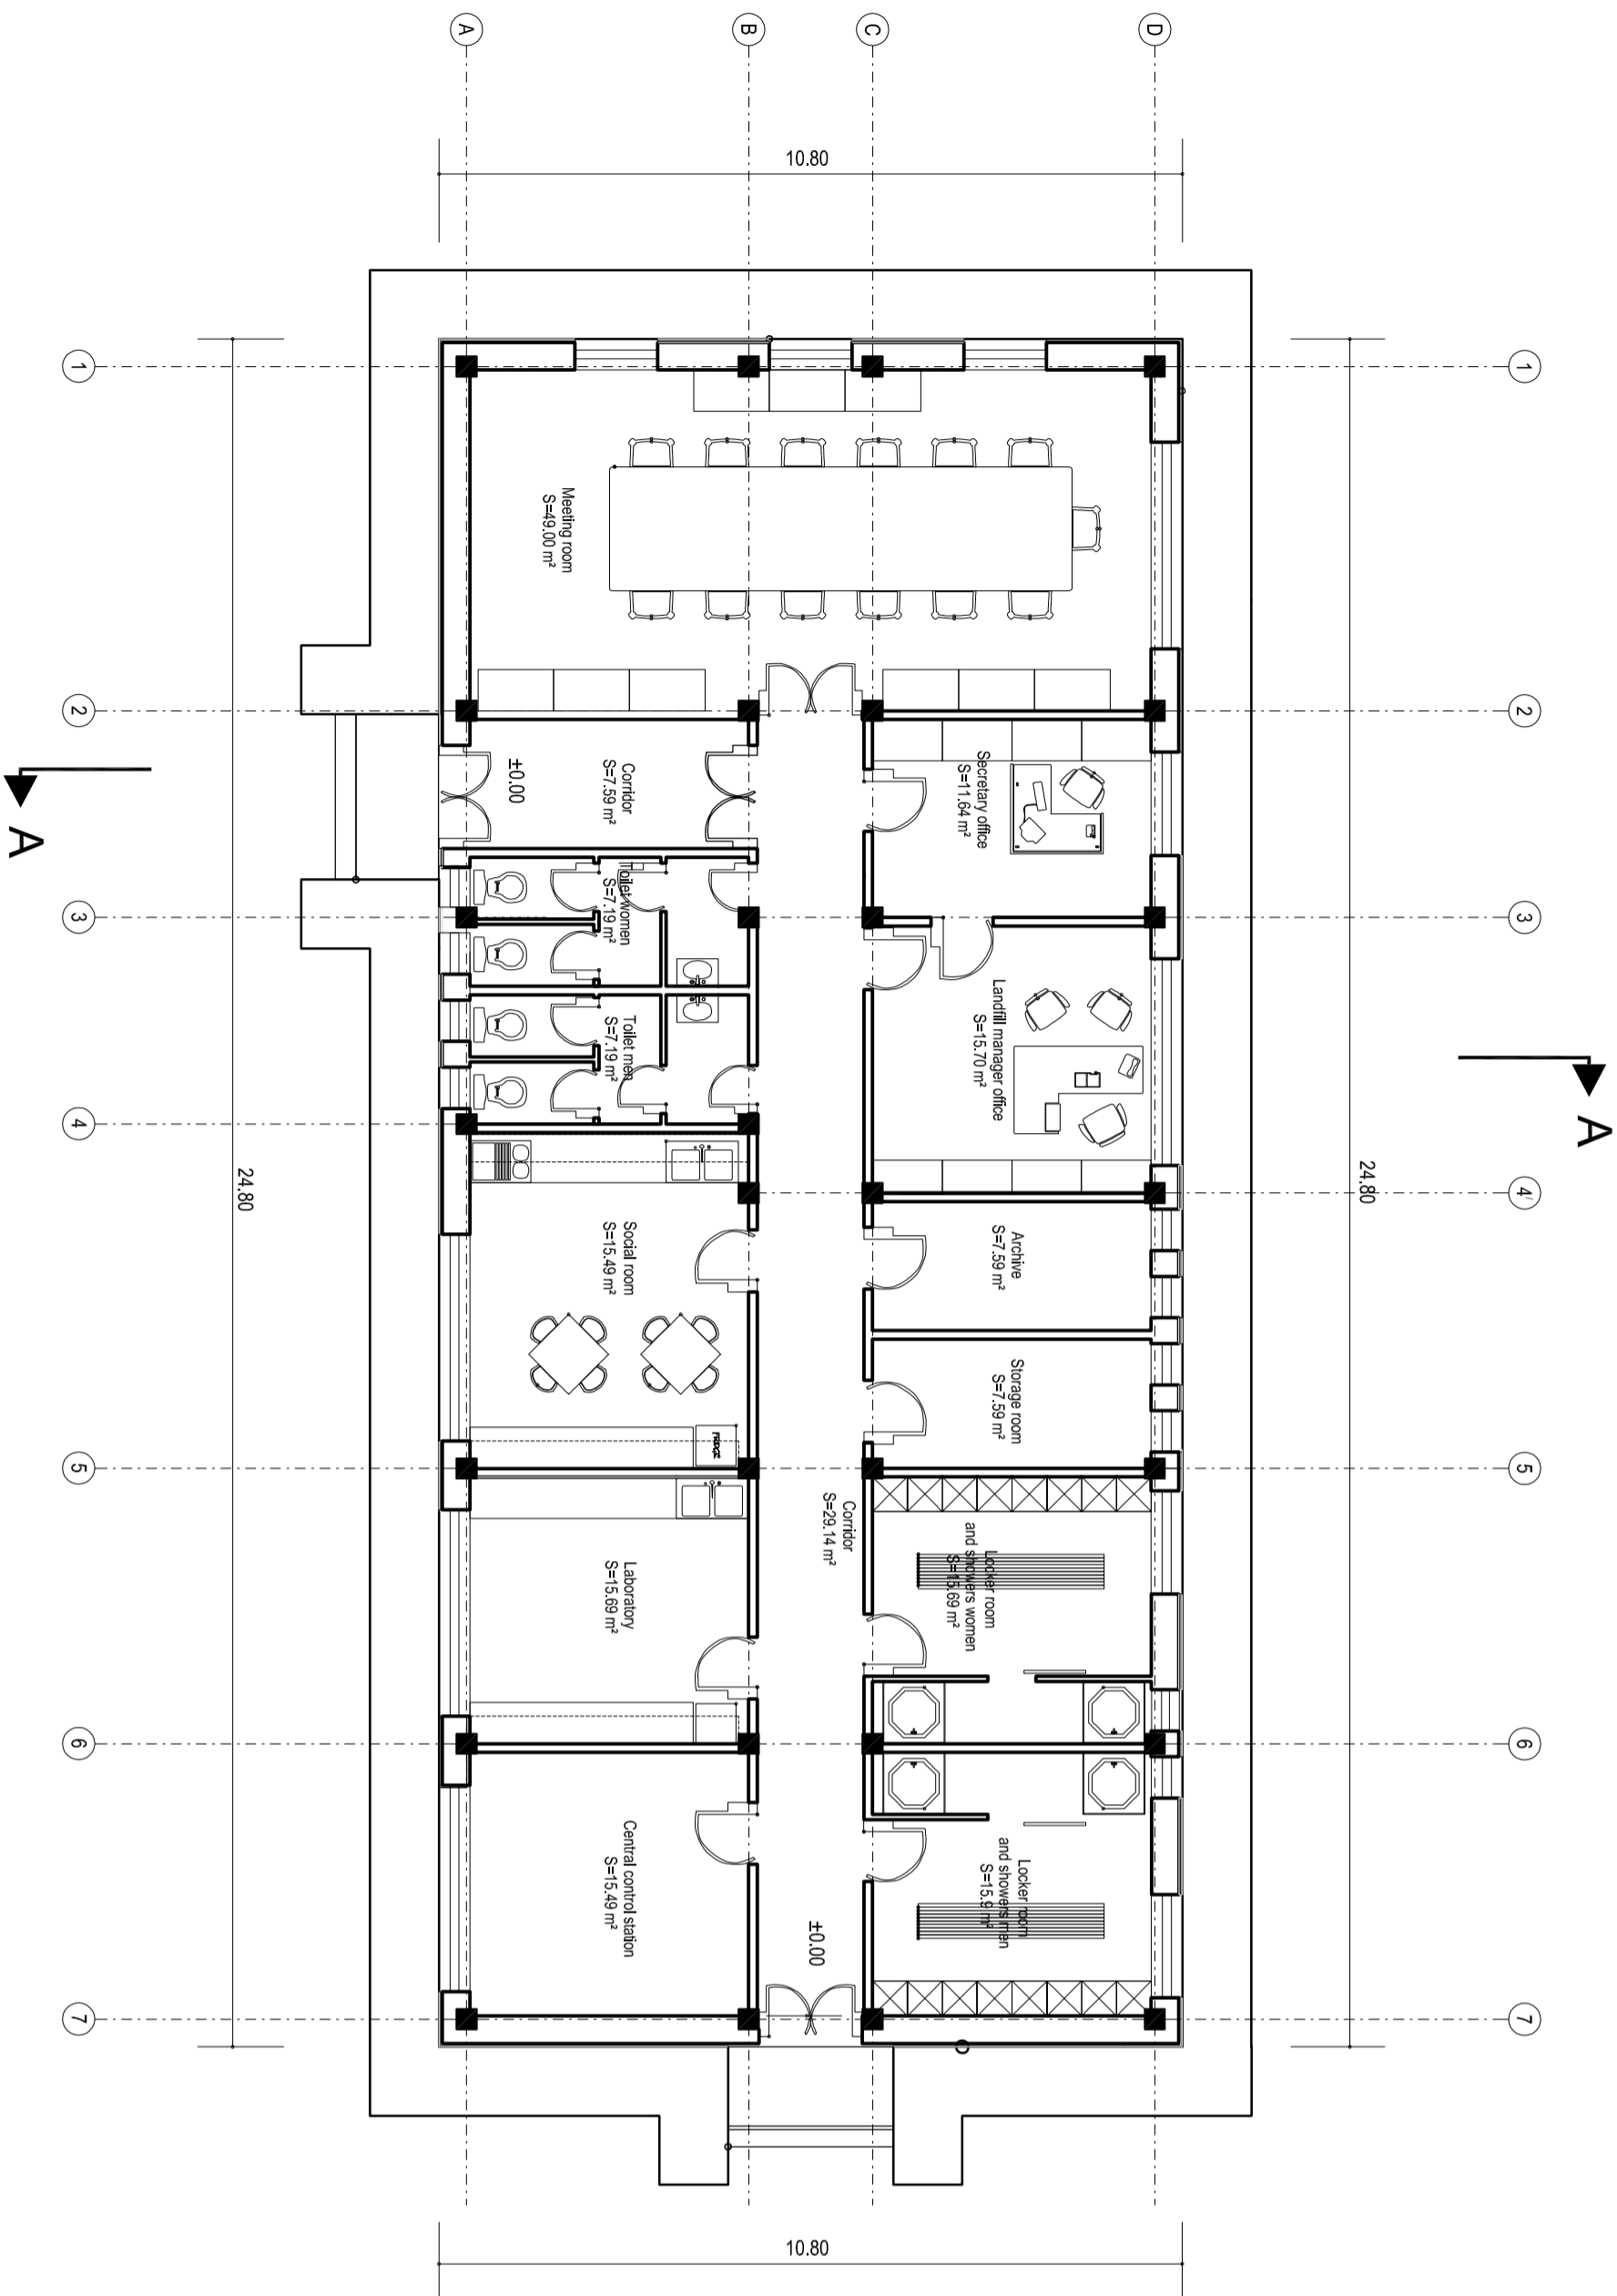 A
B
C
D
10.80
1
1
Meeting room
S=49.00 m²
2
2
A
Corridor
S=7.59 m²
±0.00
Secretary office
S=11.64 m²
Toilet women
S=7.19 m²
3
3
Landfill manager office
S=15.70 m²
Toilet men
S=7.19 m²
A
4
4'
24.80
24.80
Social room
S=15.49 m²
Archive
S=7.59 m²
Storage room
S=7.59 m²
FRIDGE
5
5
Corridor
S=29.14 m²
Locker room
and showers women
S=15.69 m²
Laboratory
S=15.69 m²
6
6
Central control station
S=15.49 m²
Locker room
and showers men
S=15.9 m²
±0.00
7
7
10.80